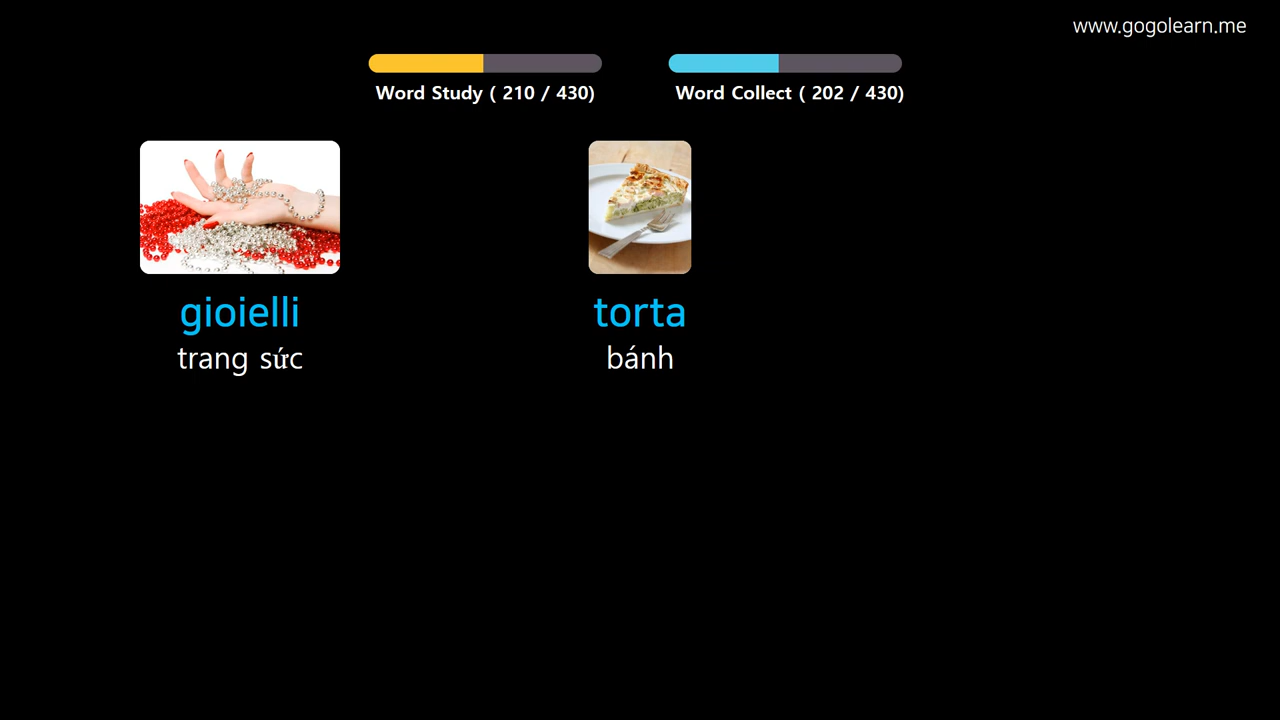 www.gogolearn.me
Word Study ( 210 / 430)
Word Collect ( 202 / 430)
gioielli
trang sức
torta
bánh